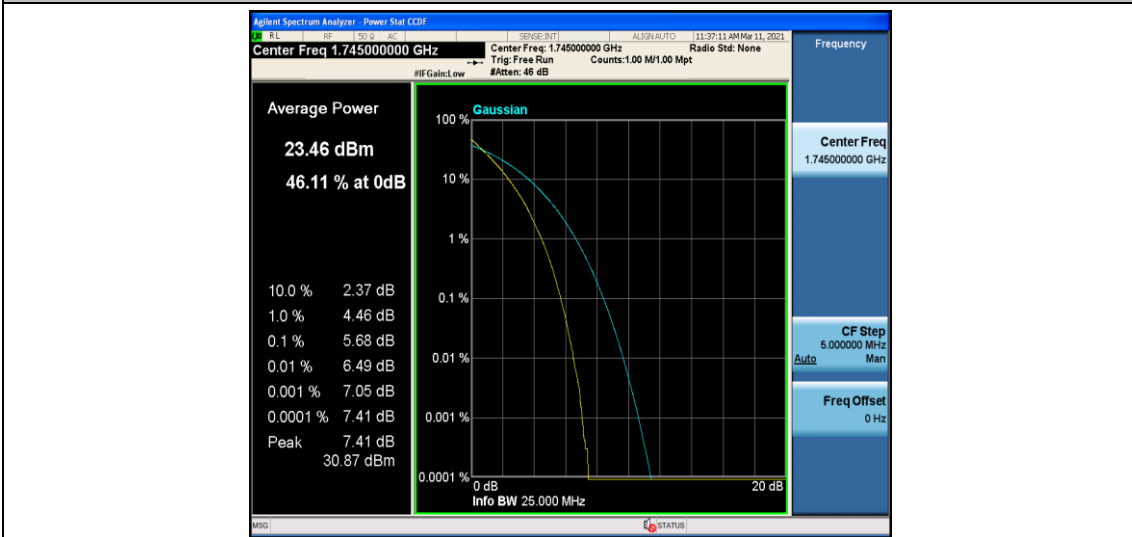 Agilent Spectrum Analyzer - Power Stat CCDF
LXI RL RF 50 Ω AC SENSE:INT ALIGN AUTO 11:37:11 AM Mar 11, 2021
Center Freq 1.745000000 GHz
Center Freq: 1.745000000 GHz Radio Std: None
Trig: Free Run Counts:1.00 M/1.00 Mpt
#IFGain:Low #Atten: 46 dB
Frequency
Average Power
23.46 dBm
46.11 % at 0dB
10.0 % 2.37 dB
1.0 % 4.46 dB
0.1 % 5.68 dB
0.01 % 6.49 dB
0.001 % 7.05 dB
0.0001 % 7.41 dB
Peak 7.41 dB
30.87 dBm
Gaussian
100 %
10 %
1 %
0.1 %
0.01 %
0.001 %
0.0001 %
0 dB 20 dB
Info BW 25.000 MHz
Center Freq
1.745000000 GHz
CF Step
5.000000 MHz
Auto Man
Freq Offset
0 Hz
MSG STATUS